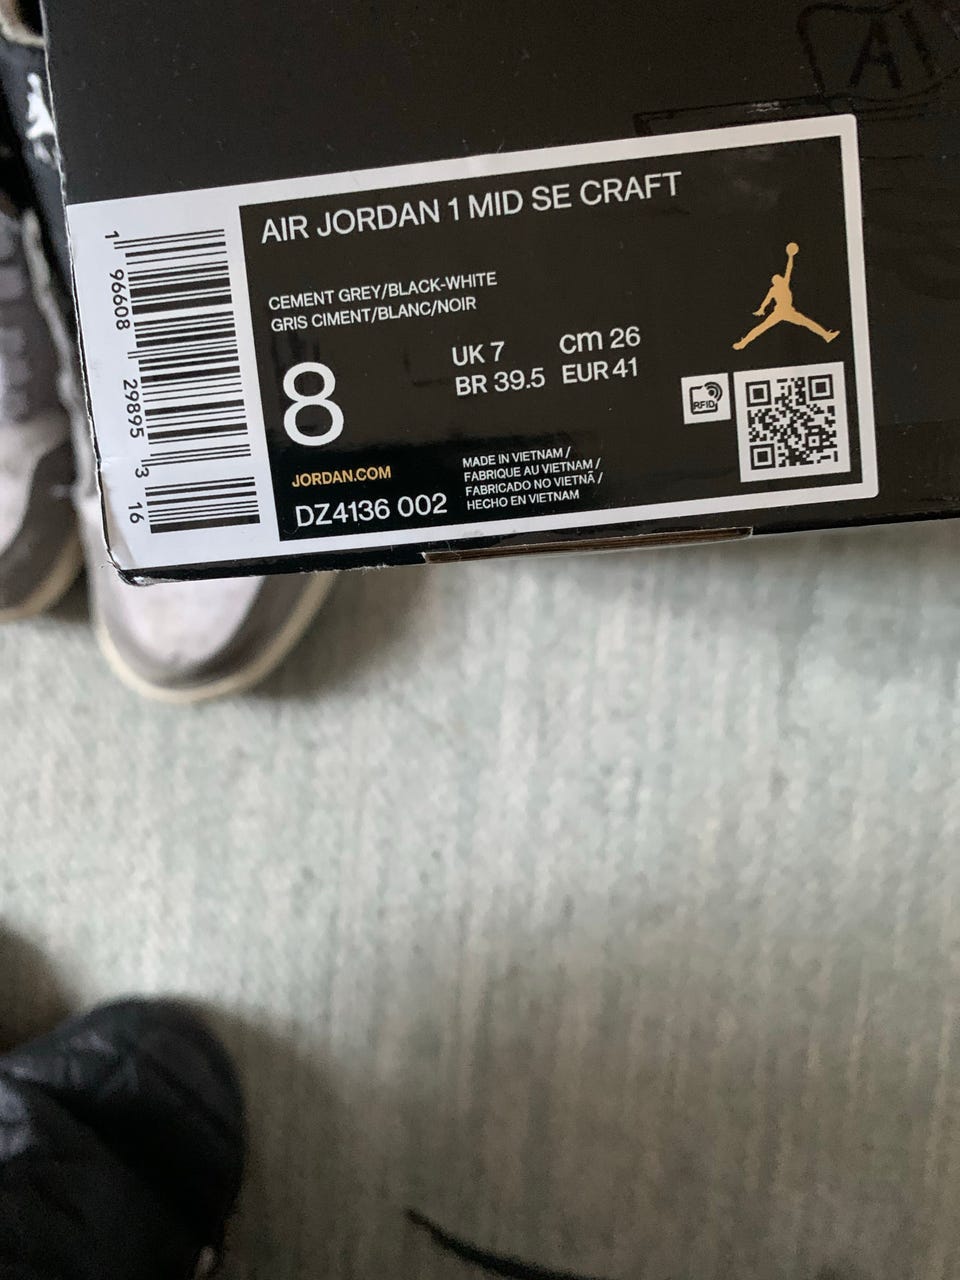 AIR JORDAN 1 MID SE CRAFT
CEMENT GREY/BLACK-WHITE
GRIS CIMENT/BLANC/NOIR
8
UK 7 cm 26
BR 39.5 EUR 41
RFID
JORDAN.COM
DZ4136 002
MADE IN VIETNAM /
FABRIQUE AU VIETNAM /
FABRICADO NO VIETNÃ /
HECHO EN VIETNAM
1 96608 29895 3 16